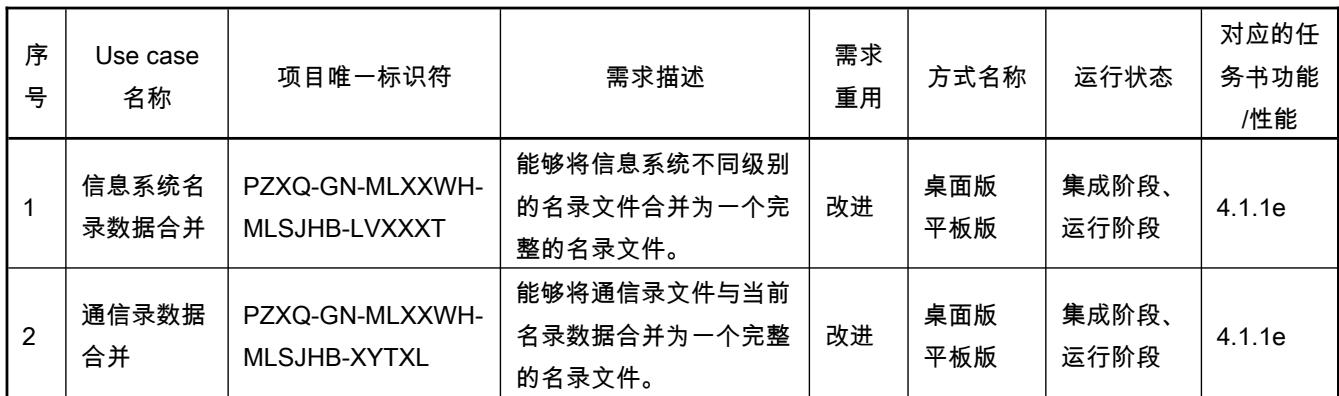 序号
Use case
名称
项目唯一标识符
需求描述
需求
重用
方式名称
运行状态
对应的任
务书功能
/性能
1
信息系统名
录数据合并
PZXQ-GN-MLXXWH-
MLSJHB-LVXXXT
能够将信息系统不同级别
的名录文件合并为一个完
整的名录文件。
改进
桌面版
平板版
集成阶段、
运行阶段
4.1.1e
2
通信录数据
合并
PZXQ-GN-MLXXWH-
MLSJHB-XYTXL
能够将通信录文件与当前
名录数据合并为一个完整
的名录文件。
改进
桌面版
平板版
集成阶段、
运行阶段
4.1.1e